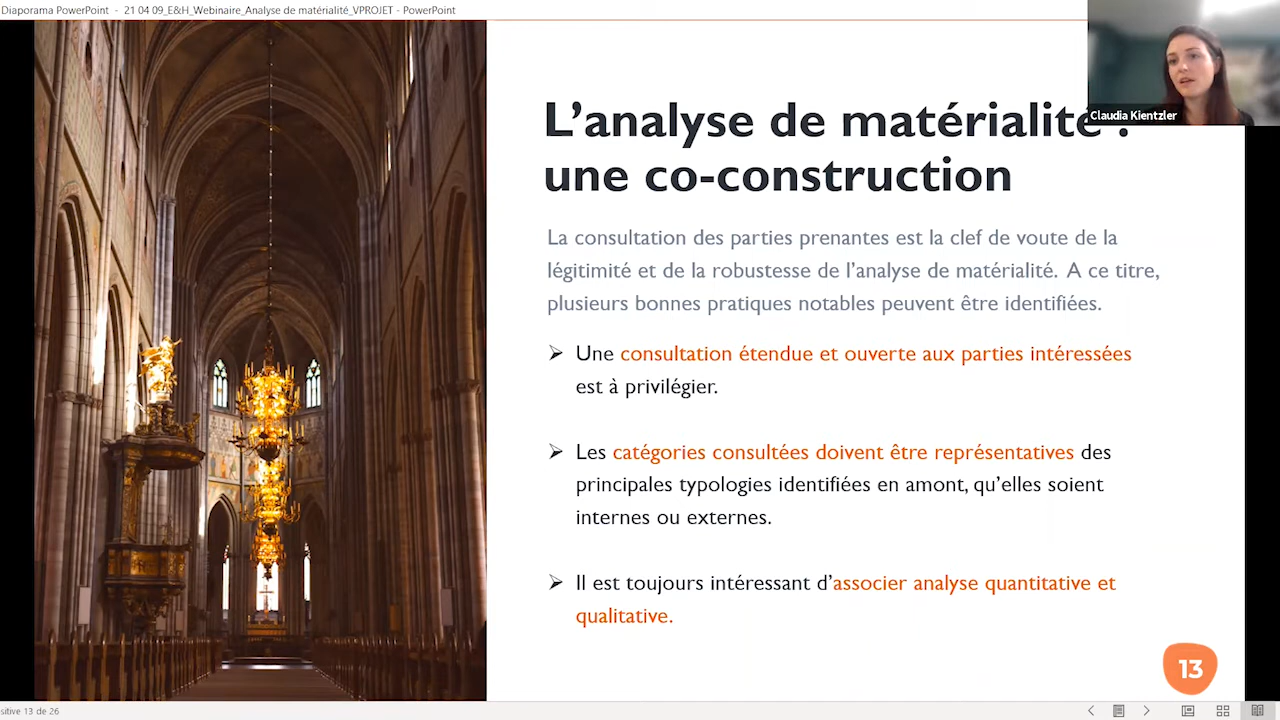 Diaporama PowerPoint - 21 04 09_E&H_Webinaire_Analyse de matérialité_VPROJET - PowerPoint
Claudia Kientzler
L’analyse de matérialité :
une co-construction
La consultation des parties prenantes est la clef de voute de la
légitimité et de la robustesse de l’analyse de matérialité. A ce titre,
plusieurs bonnes pratiques notables peuvent être identifiées.
➢ Une consultation étendue et ouverte aux parties intéressées
est à privilégier.
➢ Les catégories consultées doivent être représentatives des
principales typologies identifiées en amont, qu’elles soient
internes ou externes.
➢ Il est toujours intéressant d’associer analyse quantitative et
qualitative.
13
sitive 13 de 26